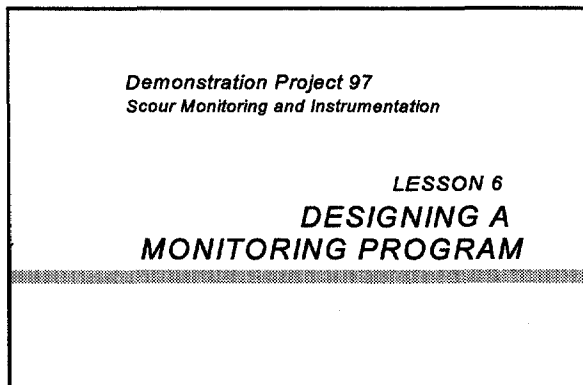 Demonstration Project 97
Scour Monitoring and Instrumentation
LESSON 6
DESIGNING A
MONITORING PROGRAM